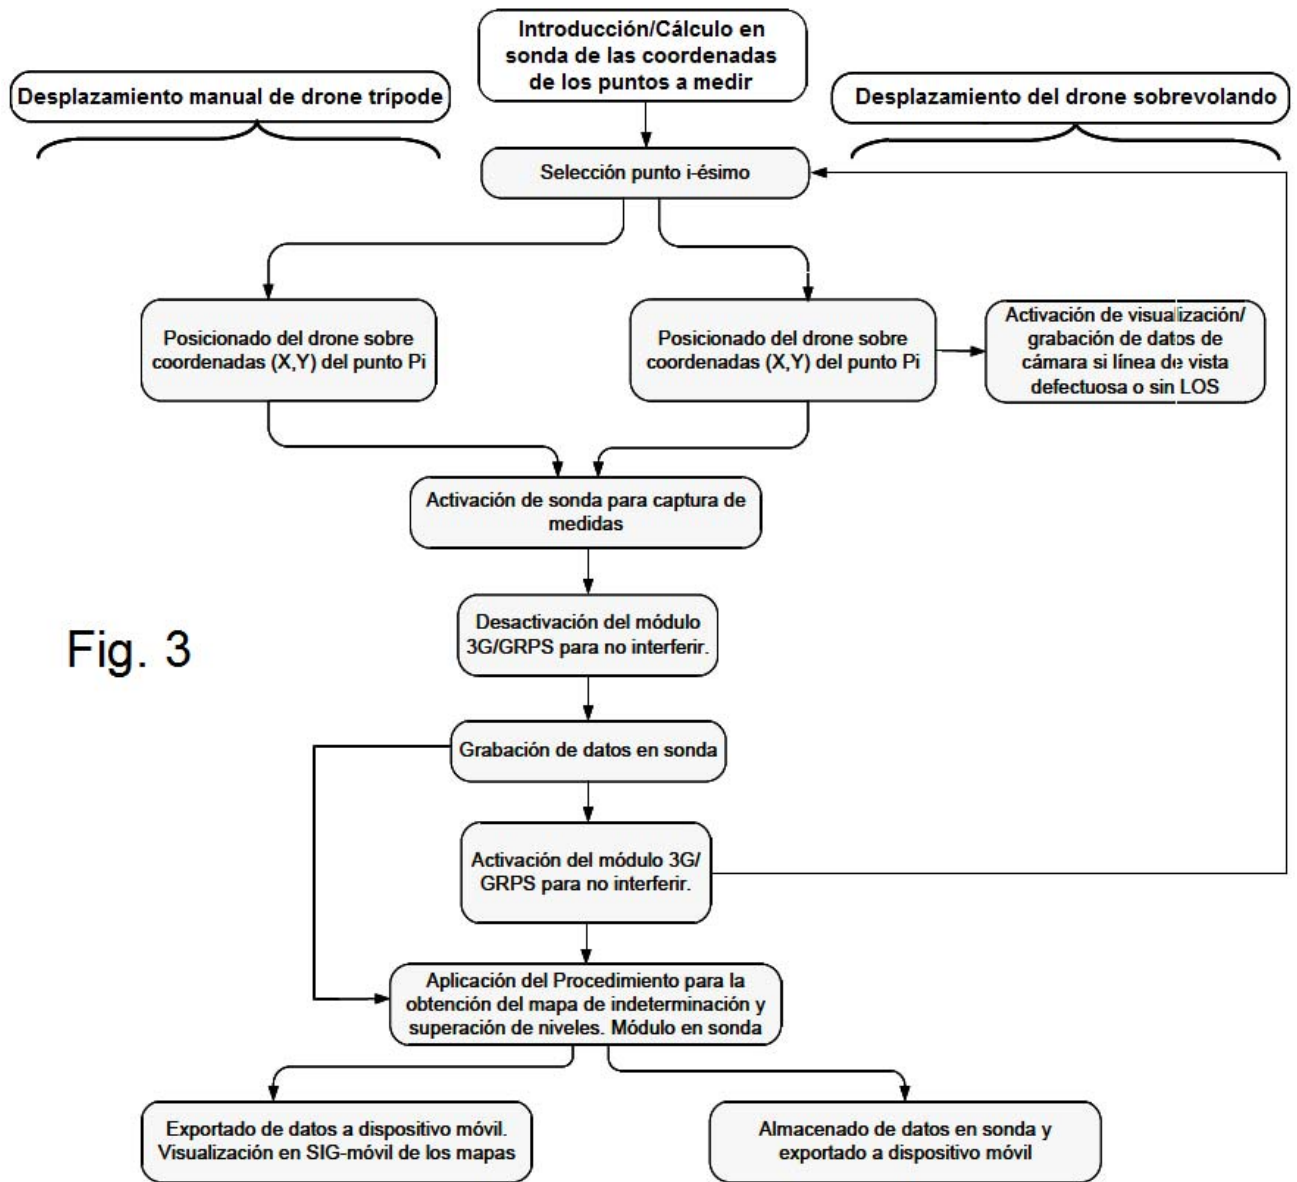 Introducción/Cálculo en
sonda de las coordenadas
de los puntos a medir
Desplazamiento manual de drone trípode
Desplazamiento del drone sobrevolando
Selección punto i-ésimo
Posicionado del drone sobre
coordenadas (X,Y) del punto Pi
Posicionado del drone sobre
coordenadas (X,Y) del punto Pi
Activación de visualización/
grabación de datos de
cámara si línea de vista
defectuosa o sin LOS
Activación de sonda para captura de
medidas
Desactivación del módulo
3G/GRPS para no interferir.
Fig. 3
Grabación de datos en sonda
Activación del módulo 3G/
GRPS para no interferir.
Aplicación del Procedimiento para la
obtención del mapa de indeterminación y
superación de niveles. Módulo en sonda
Exportado de datos a dispositivo móvil.
Visualización en SIG-móvil de los mapas
Almacenado de datos en sonda y
exportado a dispositivo móvil